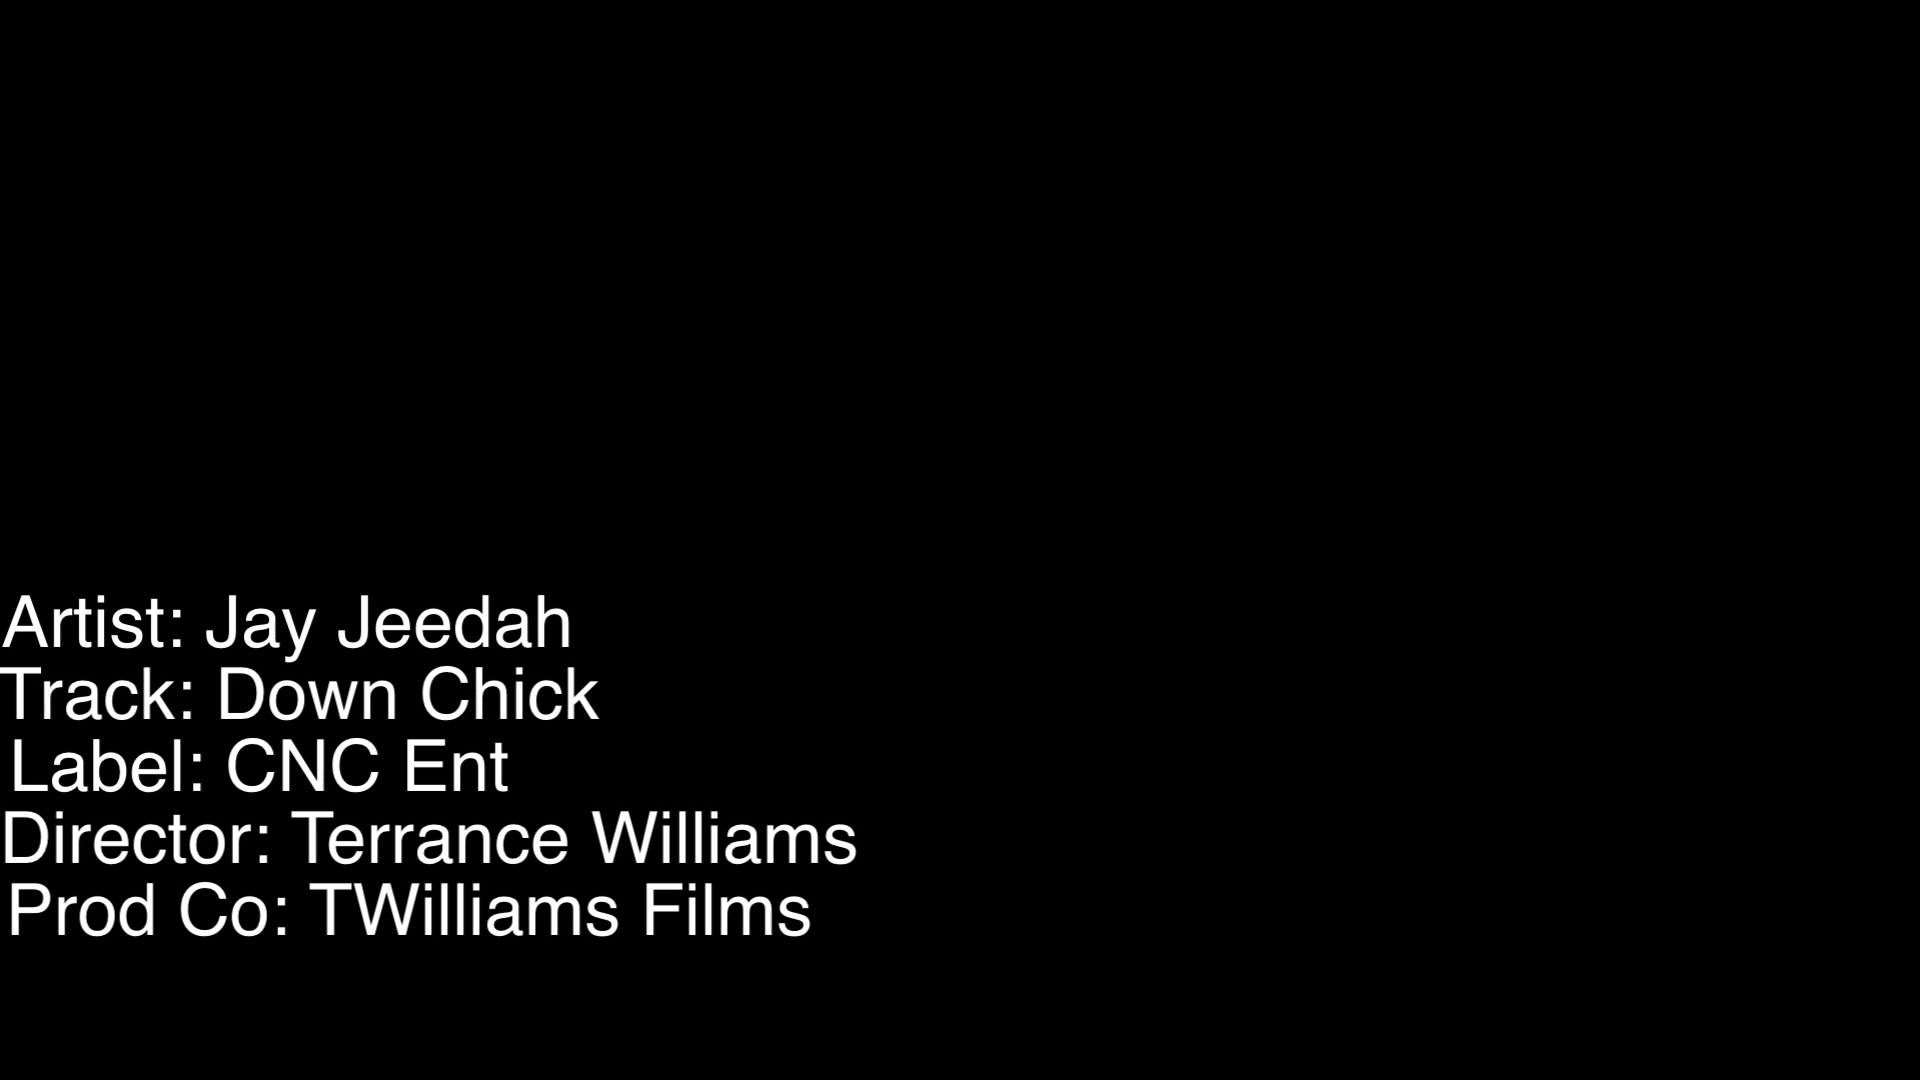 Artist: Jay Jeedah
Track: Down Chick
Label: CNC Ent
Director: Terrance Williams
Prod Co: TWilliams Films